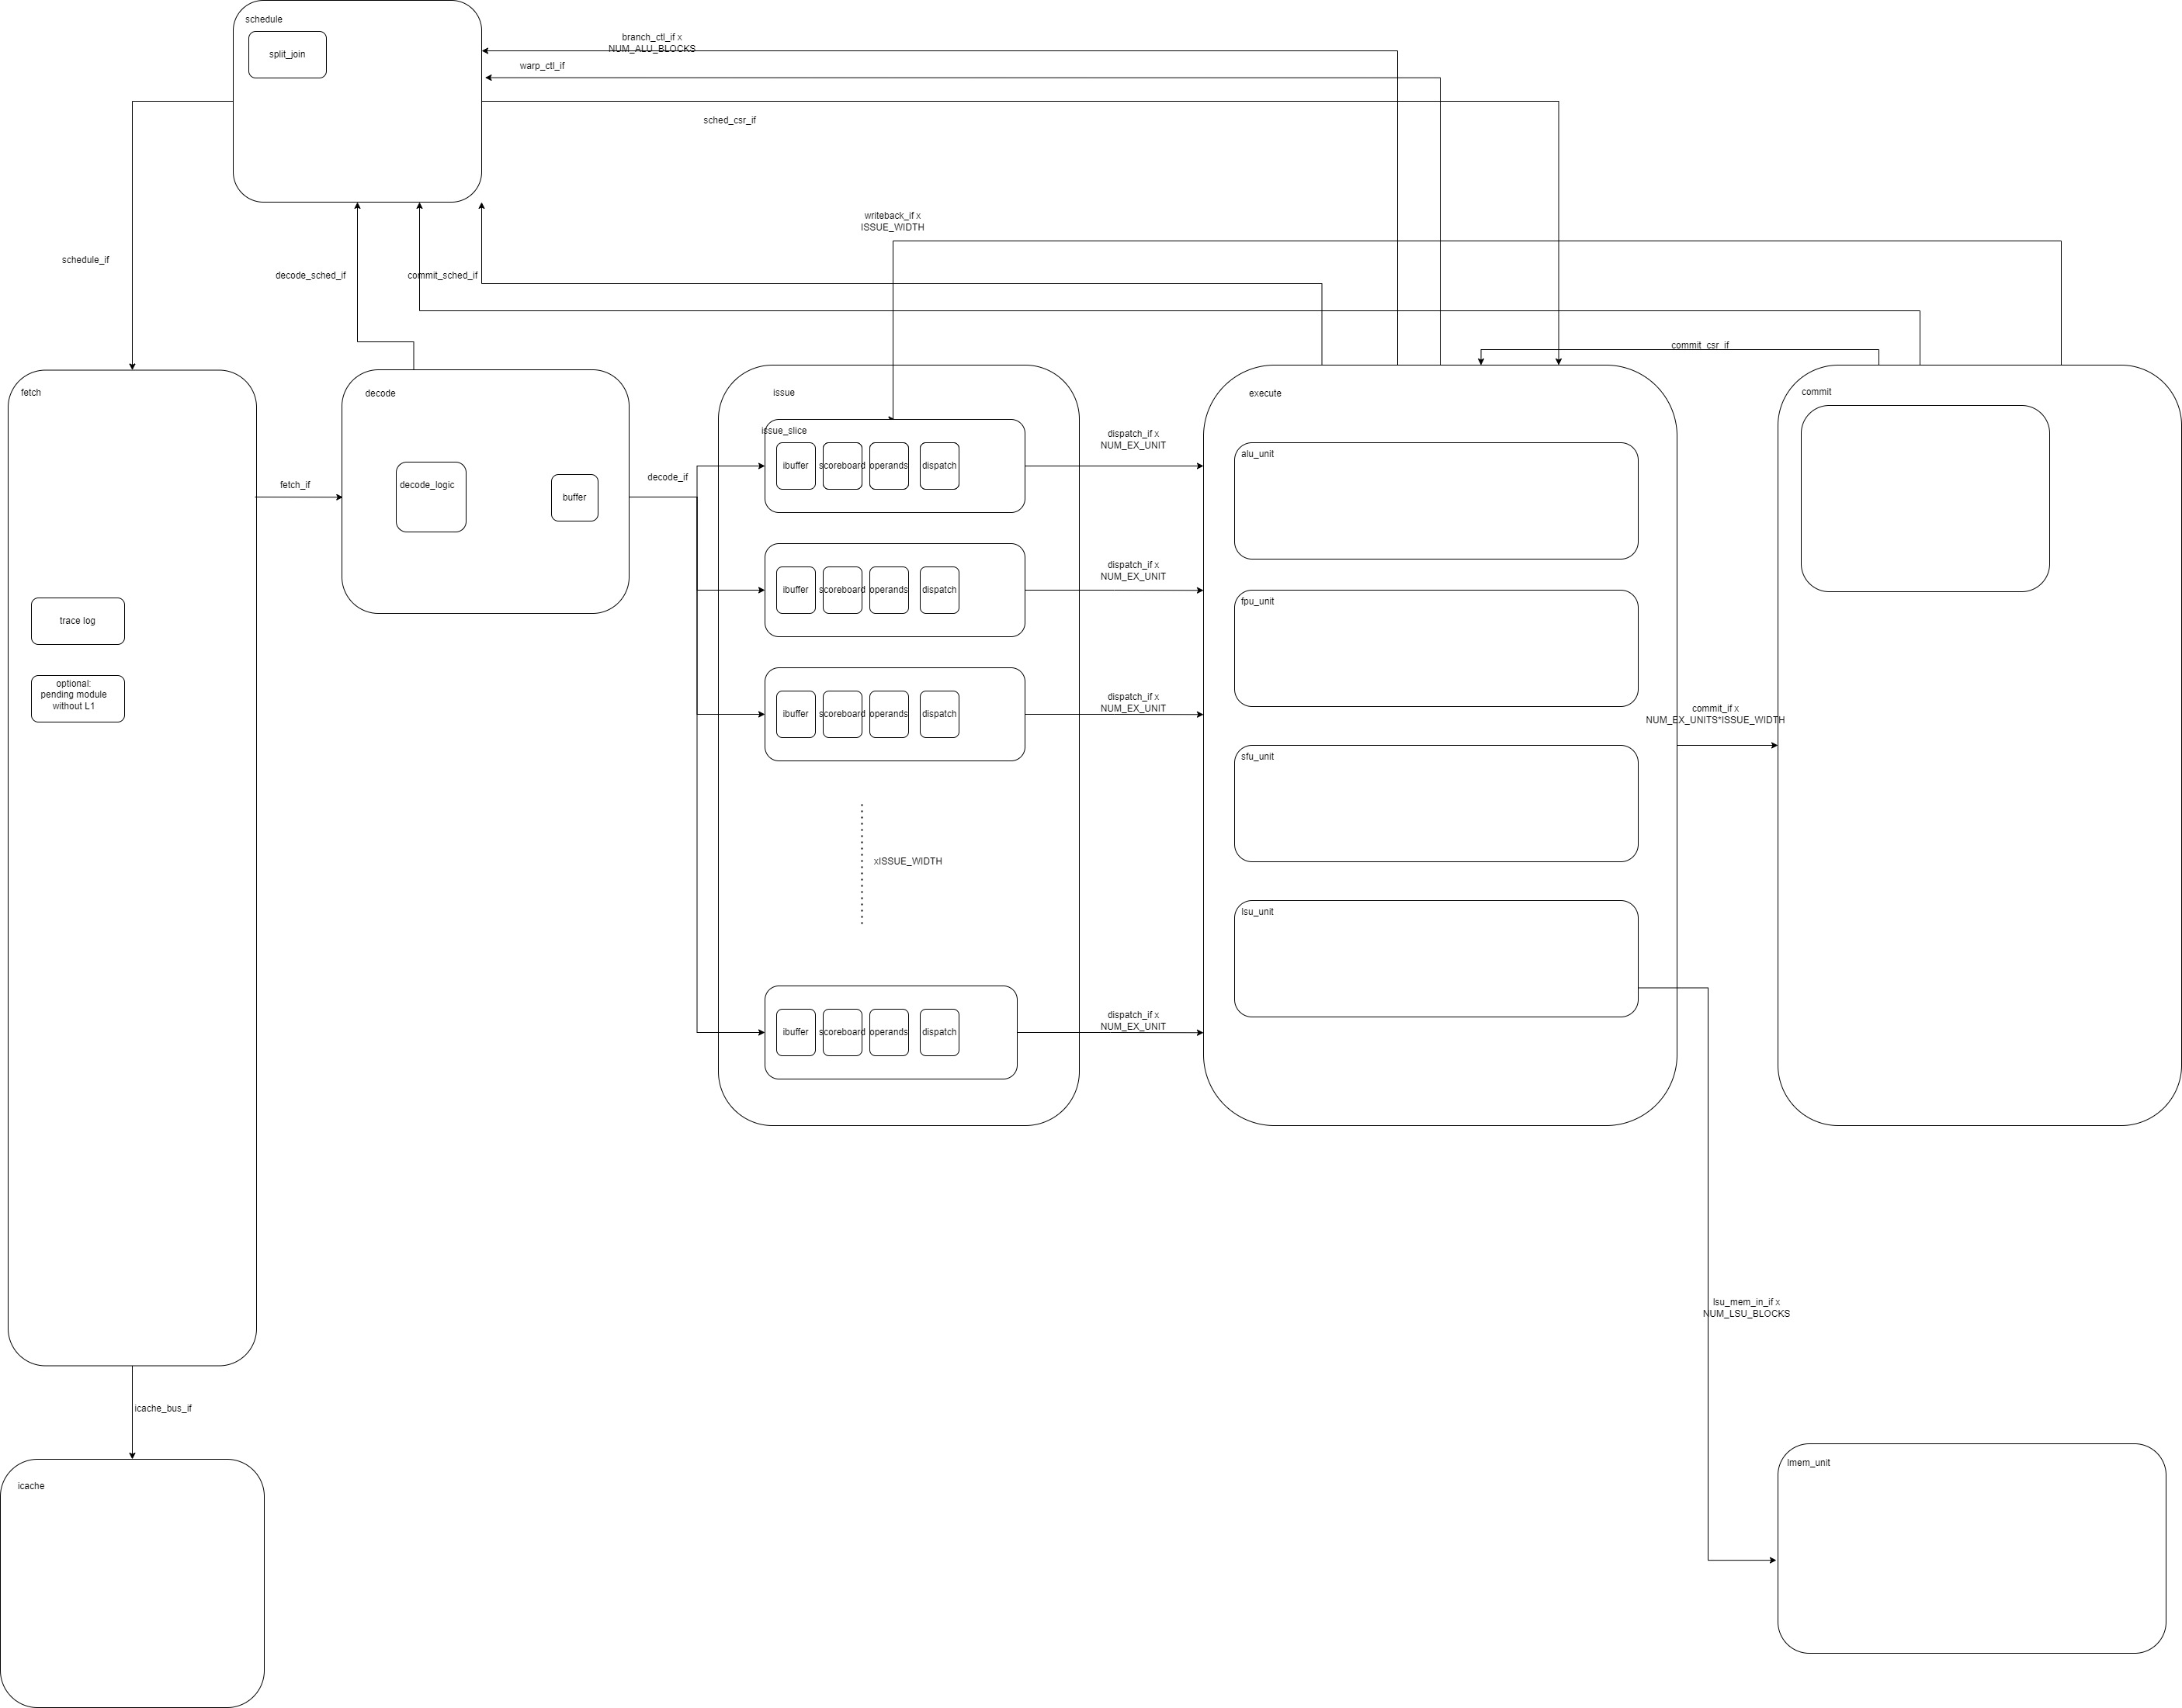 schedule
split_join
branch_ctl_if x
NUM_ALU_BLOCKS
warp_ctl_if
sched_csr_if
writeback_if x
ISSUE_WIDTH
schedule_if
decode_sched_if
commit_sched_if
commit_csr_if
fetch
decode
issue
execute
commit
issue_slice
ibuffer
scoreboard
operands
dispatch
dispatch_if x
NUM_EX_UNIT
alu_unit
decode_if
fetch_if
decode_logic
buffer
ibuffer
scoreboard
operands
dispatch
dispatch_if x
NUM_EX_UNIT
fpu_unit
trace log
optional:
pending module
without L1
ibuffer
scoreboard
operands
dispatch
dispatch_if x
NUM_EX_UNIT
commit_if x
NUM_EX_UNITS*ISSUE_WIDTH
sfu_unit
xISSUE_WIDTH
lsu_unit
ibuffer
scoreboard
operands
dispatch
dispatch_if x
NUM_EX_UNIT
lsu_mem_in_if x
NUM_LSU_BLOCKS
icache_bus_if
lmem_unit
icache